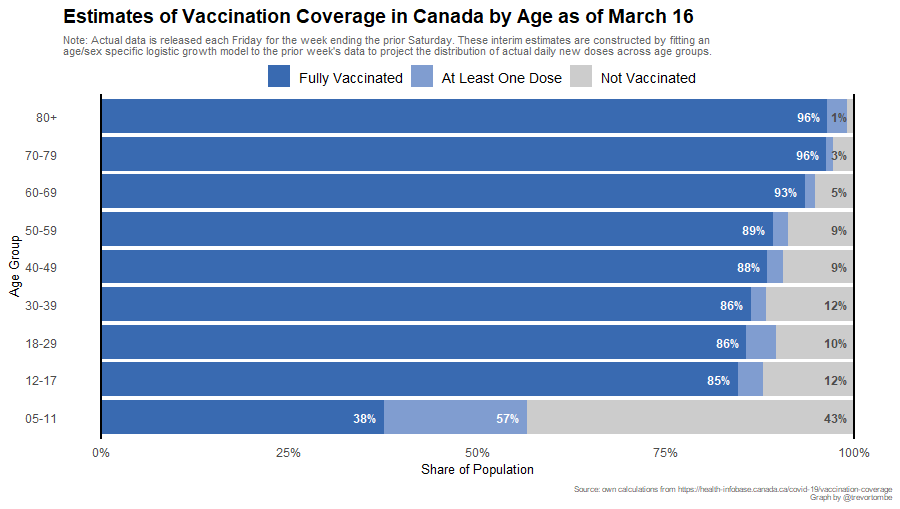 Estimates of Vaccination Coverage in Canada by Age as of March 16
Note: Actual data is released each Friday for the week ending the prior Saturday. These interim estimates are constructed by fitting an
age/sex specific logistic growth model to the prior week's data to project the distribution of actual daily new doses across age groups.
Fully Vaccinated At Least One Dose Not Vaccinated
80+ 96% 1%
70-79 96% 3%
60-69 93% 5%
50-59 89% 9%
40-49 88% 9%
30-39 86% 12%
18-29 86% 10%
12-17 85% 12%
05-11 38% 57% 43%
Age Group
0% 25% 50% 75% 100%
Share of Population
Source: own calculations from https://health-infobase.canada.ca/covid-19/vaccination-coverage
Graph by @trevortombe